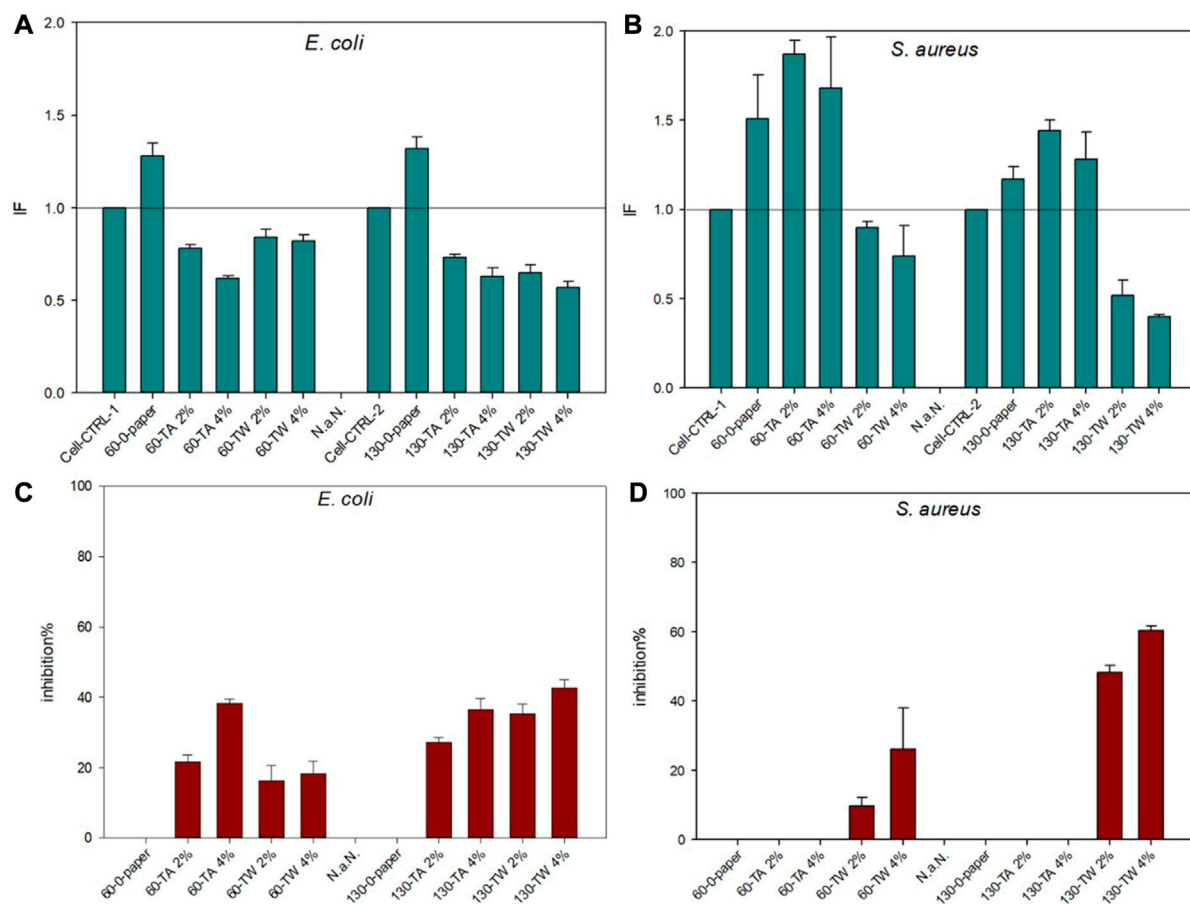 A
E. coli
2.0
1.5
1.0
0.5
0.0
IF
Cell-CTRL-1
60-0-paper
60-TA 2%
60-TA 4%
60-TW 2%
60-TW 4%
N.a.N.
Cell-CTRL-2
130-0-paper
130-TA 2%
130-TA 4%
130-TW 2%
130-TW 4%
B
S. aureus
2.0
1.5
1.0
0.5
0.0
IF
Cell-CTRL-1
60-0-paper
60-TA 2%
60-TA 4%
60-TW 2%
60-TW 4%
N.a.N.
Cell-CTRL-2
130-0-paper
130-TA 2%
130-TA 4%
130-TW 2%
130-TW 4%
C
E. coli
100
80
60
40
20
0
inhibition%
60-0-paper
60-TA 2%
60-TA 4%
60-TW 2%
60-TW 4%
N.a.N.
130-0-paper
130-TA 2%
130-TA 4%
130-TW 2%
130-TW 4%
D
S. aureus
100
80
60
40
20
0
inhibition%
60-0-paper
60-TA 2%
60-TA 4%
60-TW 2%
60-TW 4%
N.a.N.
130-0-paper
130-TA 2%
130-TA 4%
130-TW 2%
130-TW 4%